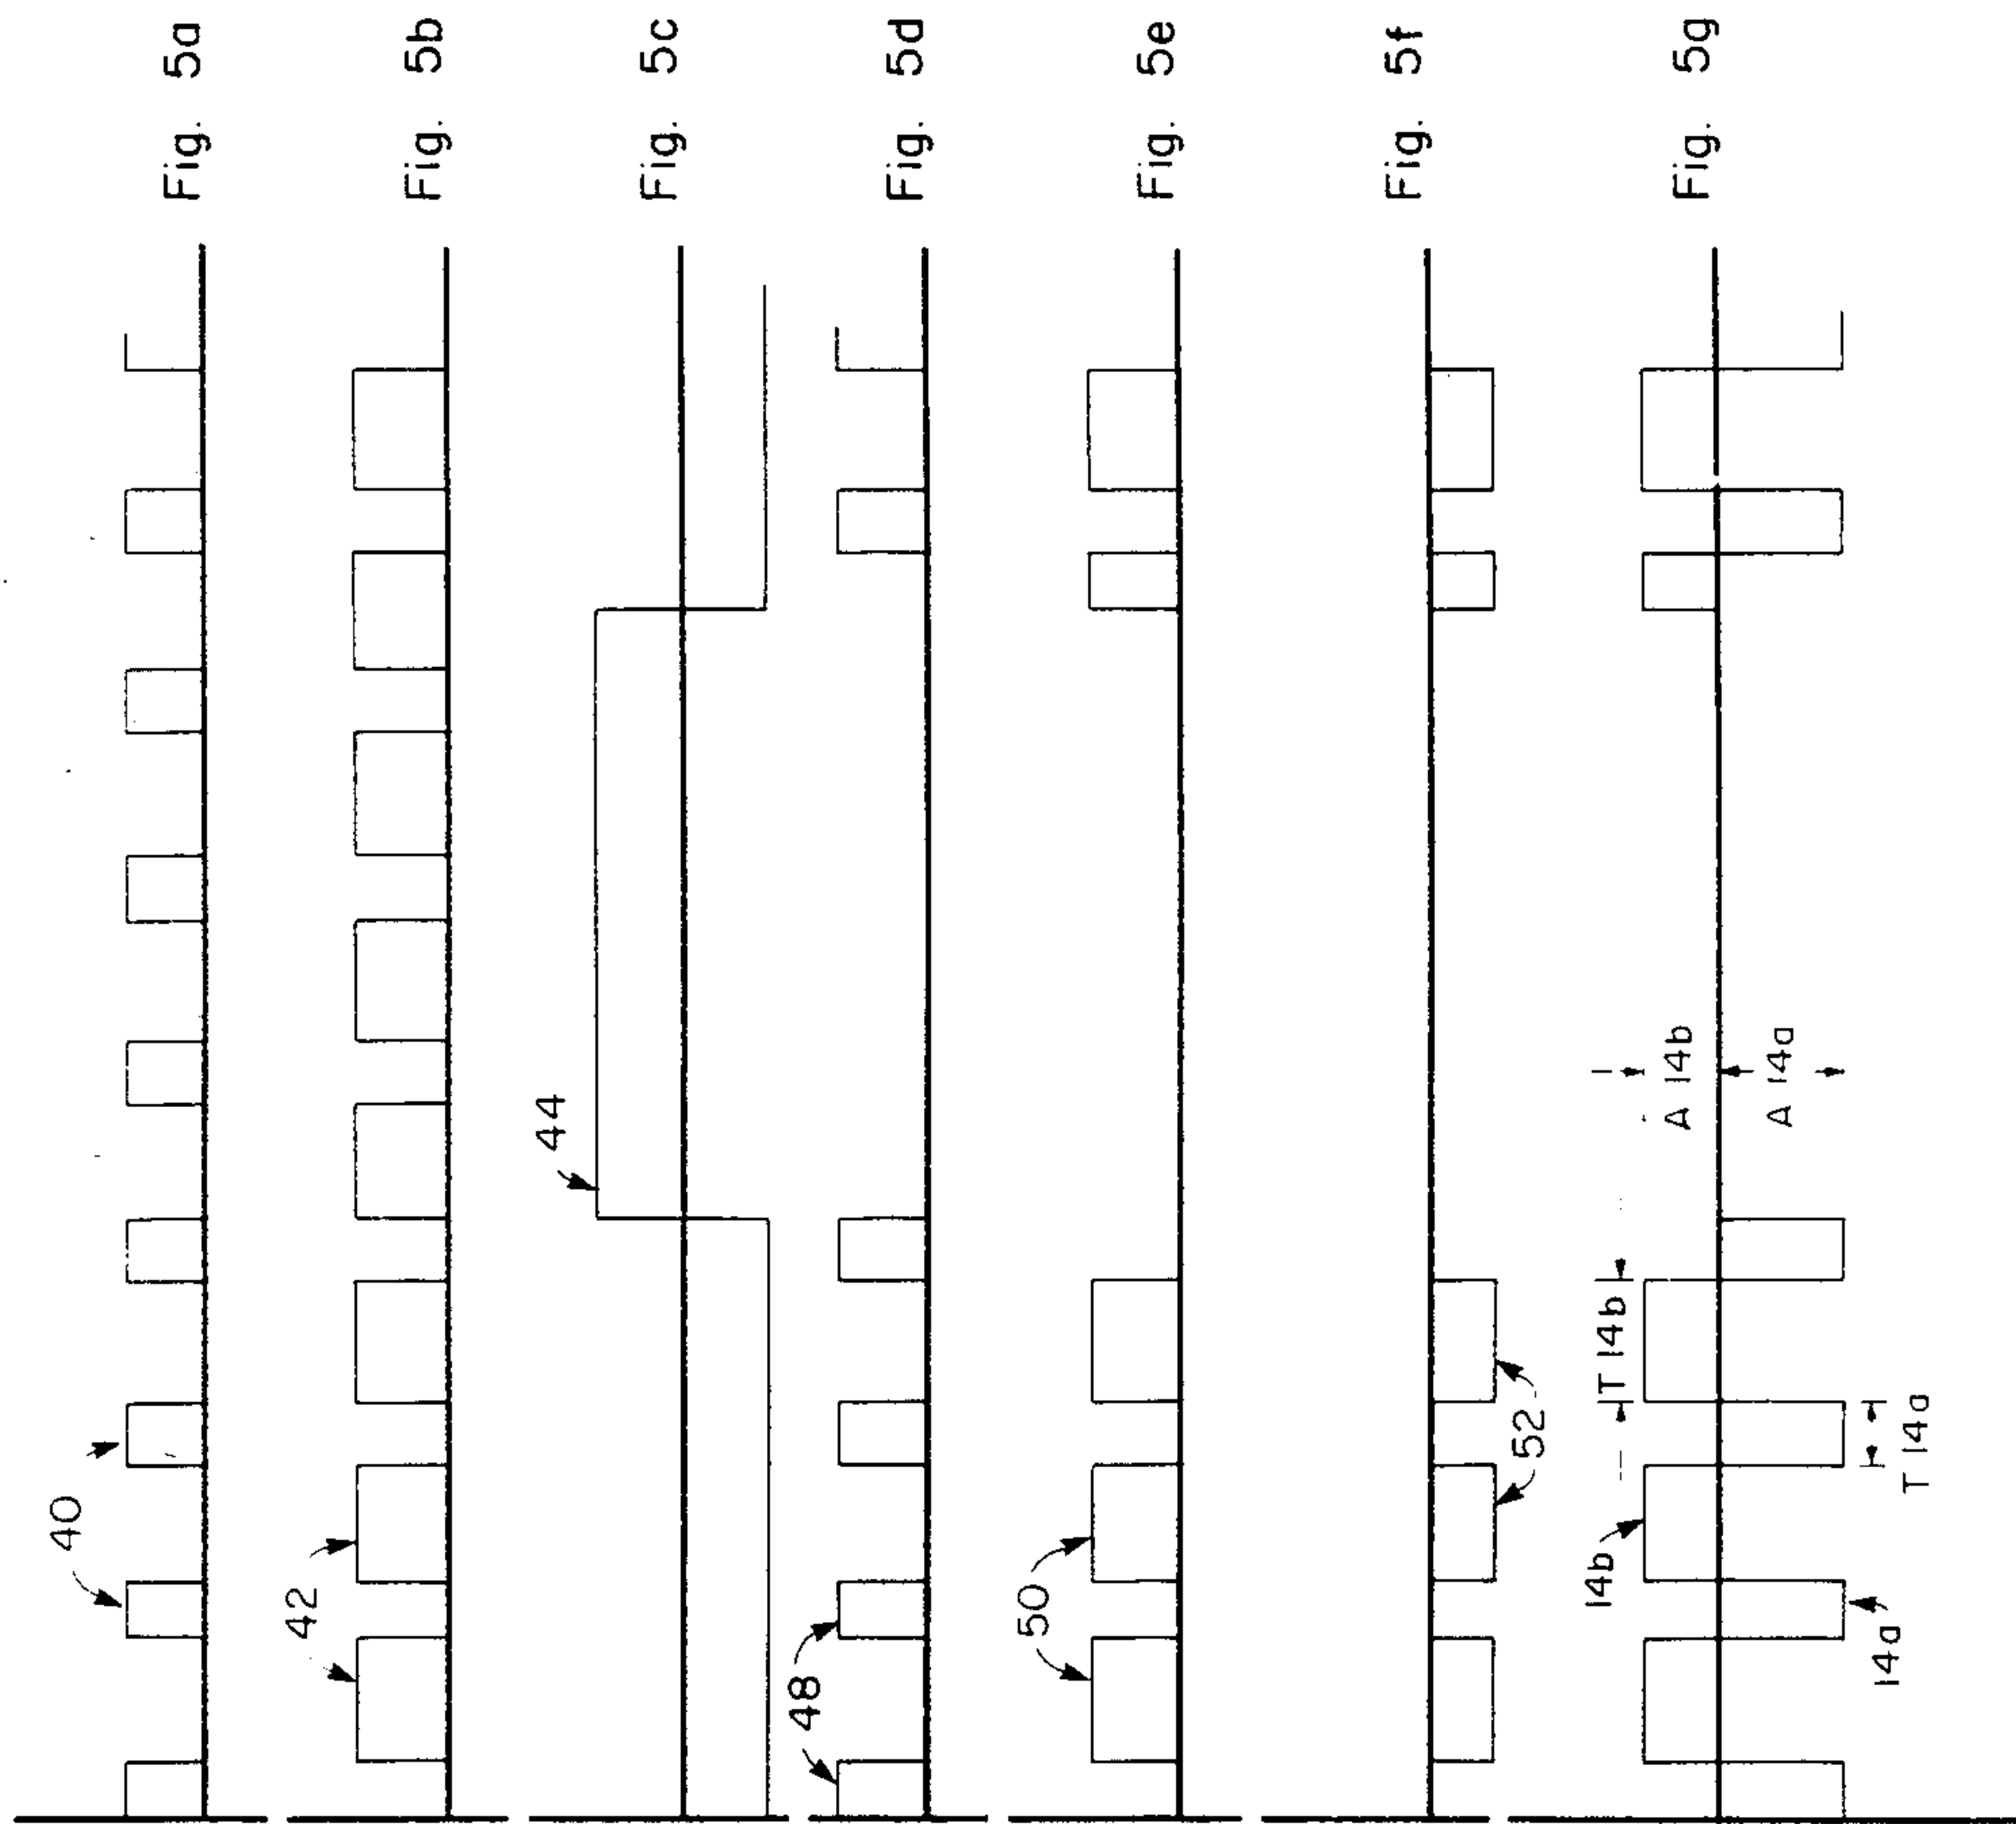 Fig. 5a
40
Fig. 5b
42
Fig. 5c
44
Fig. 5d
48
Fig. 5e
50
Fig. 5f
52
Fig. 5g
14b
T 14b
A 14b
A 14a
14a
T 14a